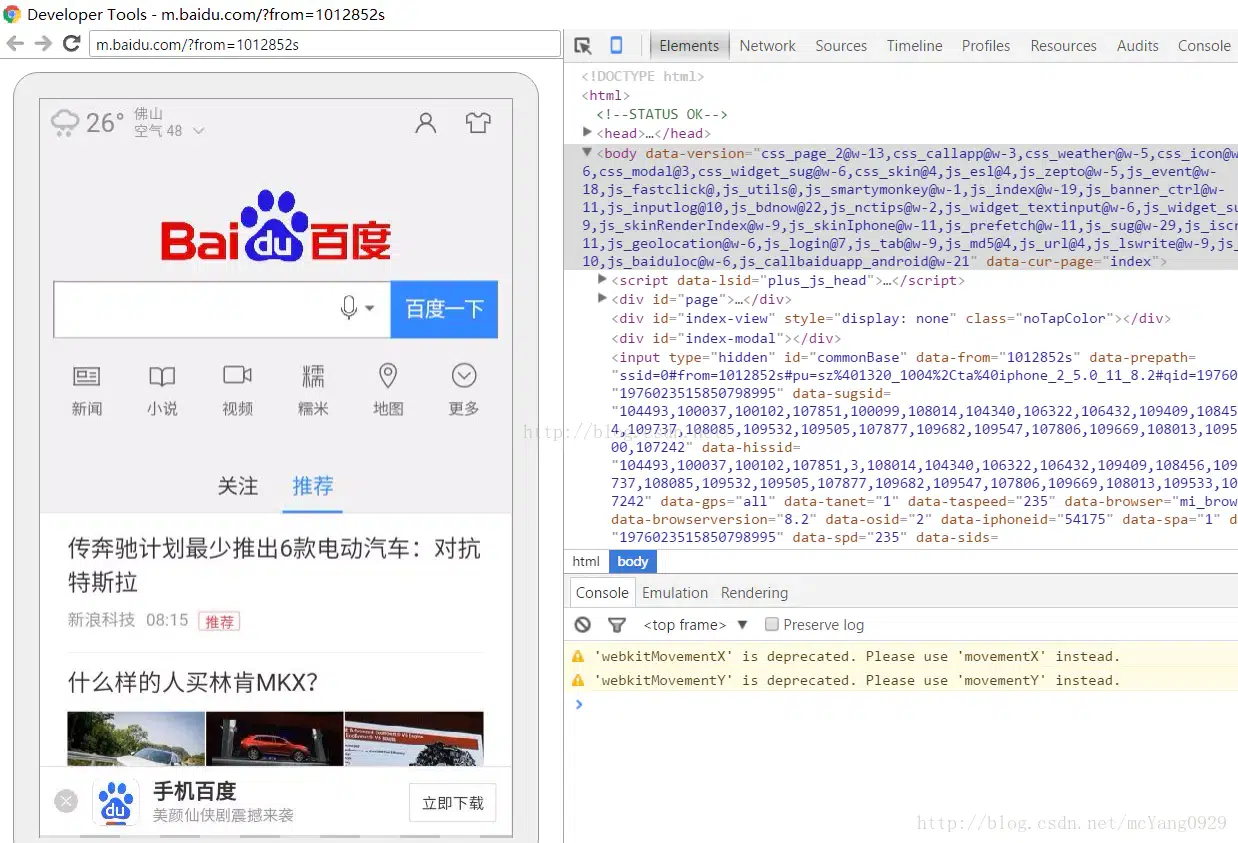 Developer Tools - m.baidu.com/?from=1012852s
m.baidu.com/?from=1012852s
26° 佛山
空气 48
Bai du 百度
百度一下
新闻 小说 视频 糯米 地图 更多
关注 推荐
传奔驰计划最少推出6款电动汽车：对抗
特斯拉
新浪科技 08:15 推荐
什么样的人买林肯MKX?
手机百度
美颜仙侠剧震撼来袭
立即下载
Elements Network Sources Timeline Profiles Resources Audits Console
<!DOCTYPE html>
<html>
<!--STATUS OK-->
<head>…</head>
<body data-version="css_page_2@w-13,css_callapp@w-3,css_weather@w-5,css_icon@w
6,css_modal@3,css_widget_sug@w-6,css_skin@4,js_esl@4,js_zepto@w-5,js_event@w-
18,js_fastclick@,js_utils@,js_smartymonkey@w-1,js_index@w-19,js_banner_ctrl@w-
11,js_inputlog@10,js_bdnow@22,js_nctips@w-2,js_widget_textinput@w-6,js_widget_su
9,js_skinRenderIndex@w-9,js_skinIphone@w-11,js_prefetch@w-11,js_sug@w-29,js_iscr
11,js_geolocation@w-6,js_login@7,js_tab@w-9,js_md5@4,js_url@4,js_lswrite@w-9,js_
10,js_baiduloc@w-6,js_callbaiduapp_android@w-21" data-cur-page="index">
<script data-lsid="plus_js_head">…</script>
<div id="page">…</div>
<div id="index-view" style="display: none" class="noTapColor"></div>
<div id="index-modal"></div>
<input type="hidden" id="commonBase" data-from="1012852s" data-prepath=
"ssid=0#from=1012852s#pu=sz%401320_1004%2Cta%40iphone_2_5.0_11_8.2#qid=19760
"1976023515850798995" data-sugsid=
"104493,100037,100102,107851,100099,108014,104340,106322,106432,109409,10845
4,109737,108085,109532,109505,107877,109682,109547,107806,109669,108013,1095
00,107242" data-hissid=
"104493,100037,100102,107851,3,108014,104340,106322,106432,109409,108456,109
737,108085,109532,109505,107877,109682,109547,107806,109669,108013,109533,10
7242" data-gps="all" data-tanet="1" data-taspeed="235" data-browser="mi_brow
data-browserversion="8.2" data-osid="2" data-iphoneid="54175" data-spa="1" d
"1976023515850798995" data-spd="235" data-sids=
html body
Console Emulation Rendering
<top frame> Preserve log
'webkitMovementX' is deprecated. Please use 'movementX' instead.
'webkitMovementY' is deprecated. Please use 'movementY' instead.
http://blog.csdn.net/
http://blog.csdn.net/mcYang0929